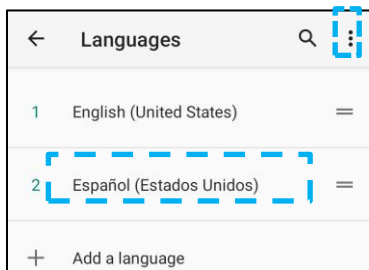 Languages
1 English (United States)
2 Español (Estados Unidos)
Add a language